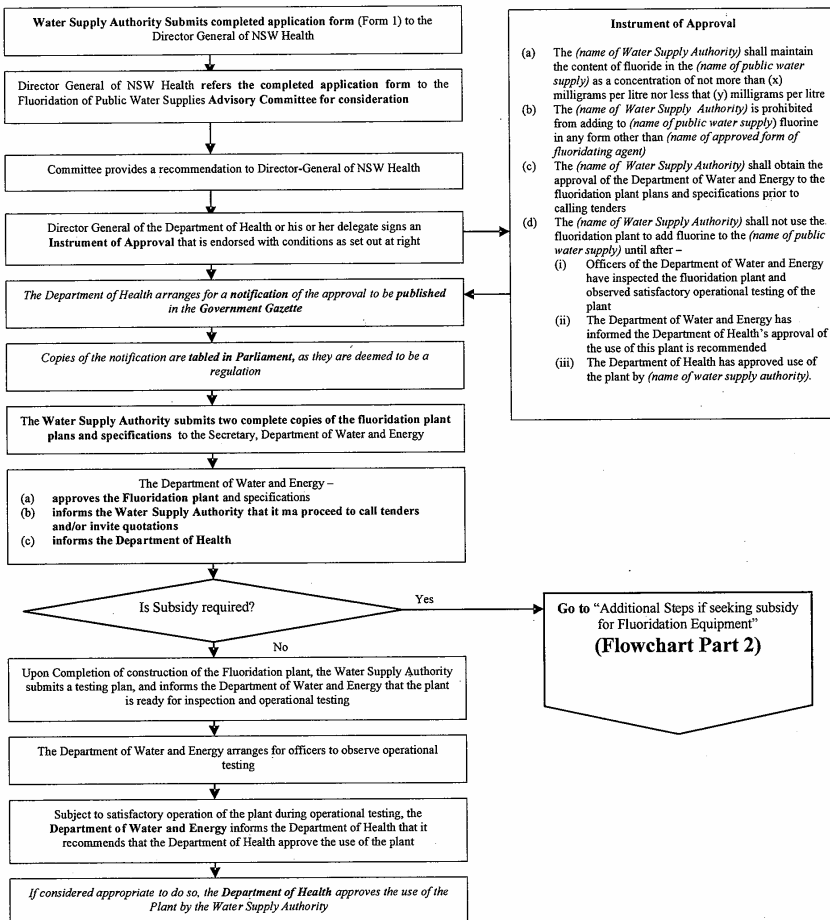 Water Supply Authority Submits completed application form (Form 1) to the
Director General of NSW Health
Director General of NSW Health refers the completed application form to the
Fluoridation of Public Water Supplies Advisory Committee for consideration
Committee provides a recommendation to Director-General of NSW Health
Director General of the Department of Health or his or her delegate signs an
Instrument of Approval that is endorsed with conditions as set out at right
Instrument of Approval
(a) The (name of Water Supply Authority) shall maintain
the content of fluoride in the (name of public water
supply) as a concentration of not more than (x)
milligrams per litre nor less that (y) milligrams per litre
(b) The (name of Water Supply Authority) is prohibited
from adding to (name of public water supply) fluorine
in any form other than (name of approved form of
fluoridating agent)
(c) The (name of Water Supply Authority) shall obtain the
approval of the Department of Water and Energy to the
fluoridation plant plans and specifications prior to
calling tenders
(d) The (name of Water Supply Authority) shall not use the
fluoridation plant to add fluorine to the (name of public
water supply) until after –
(i) Officers of the Department of Water and Energy
have inspected the fluoridation plant and
observed satisfactory operational testing of the
plant
(ii) The Department of Water and Energy has
informed the Department of Health's approval of
the use of this plant is recommended
(iii) The Department of Health has approved use of
the plant by (name of water supply authority).
The Department of Health arranges for a notification of the approval to be published
in the Government Gazette
Copies of the notification are tabled in Parliament, as they are deemed to be a
regulation
The Water Supply Authority submits two complete copies of the fluoridation plant
plans and specifications to the Secretary, Department of Water and Energy
The Department of Water and Energy –
(a) approves the Fluoridation plant and specifications
(b) informs the Water Supply Authority that it ma proceed to call tenders
and/or invite quotations
(c) informs the Department of Health
Is Subsidy required?
Yes
Go to "Additional Steps if seeking subsidy
for Fluoridation Equipment"
(Flowchart Part 2)
No
Upon Completion of construction of the Fluoridation plant, the Water Supply Authority
submits a testing plan, and informs the Department of Water and Energy that the plant
is ready for inspection and operational testing
The Department of Water and Energy arranges for officers to observe operational
testing
Subject to satisfactory operation of the plant during operational testing, the
Department of Water and Energy informs the Department of Health that it
recommends that the Department of Health approve the use of the plant
If considered appropriate to do so, the Department of Health approves the use of the
Plant by the Water Supply Authority